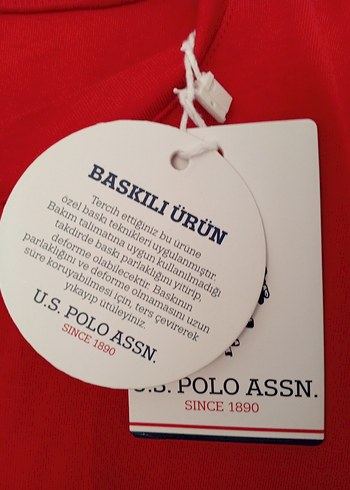 BASKILI ÜRÜN
Tercih ettiğiniz bu ürüne
özel baskı teknikleri uygulanmıştır.
Bakım talimatına uygun kullanılmadığı
takdirde baskı parlaklığını yitirip,
deforme olabilecektir. Baskının
parlaklığını ve deforme olmamasını uzun
süre koruyabilmesi için, ters çevirerek
yıkayıp ütüleyiniz.
U.S. POLO ASSN.
SINCE 1890
U.S. POLO ASSN.
SINCE 1890